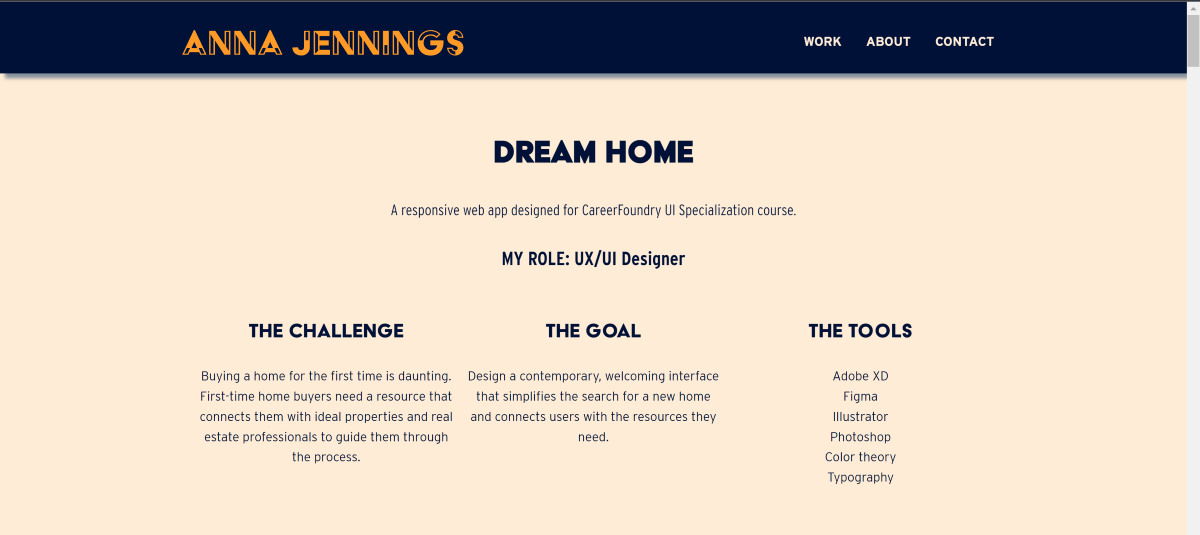 ANNA JENNINGS
WORK ABOUT CONTACT
DREAM HOME
A responsive web app designed for CareerFoundry UI Specialization course.
MY ROLE: UX/UI Designer
THE CHALLENGE
Buying a home for the first time is daunting.
First-time home buyers need a resource that
connects them with ideal properties and real
estate professionals to guide them through
the process.
THE GOAL
Design a contemporary, welcoming interface
that simplifies the search for a new home
and connects users with the resources they
need.
THE TOOLS
Adobe XD
Figma
Illustrator
Photoshop
Color theory
Typography